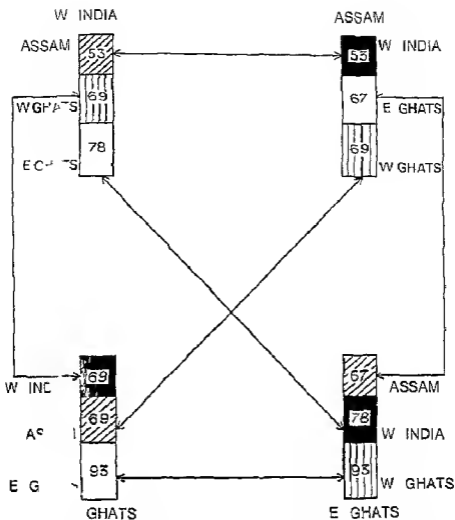 W INDIA
ASSAM
53
W GHATS
69
78
ASSAM
W INDIA
53
67
E GHATS
69
W GHATS
69
W
69
93
E G
GHATS
67
ASSAM
78
W INDIA
93
W GHATS
E GHATS